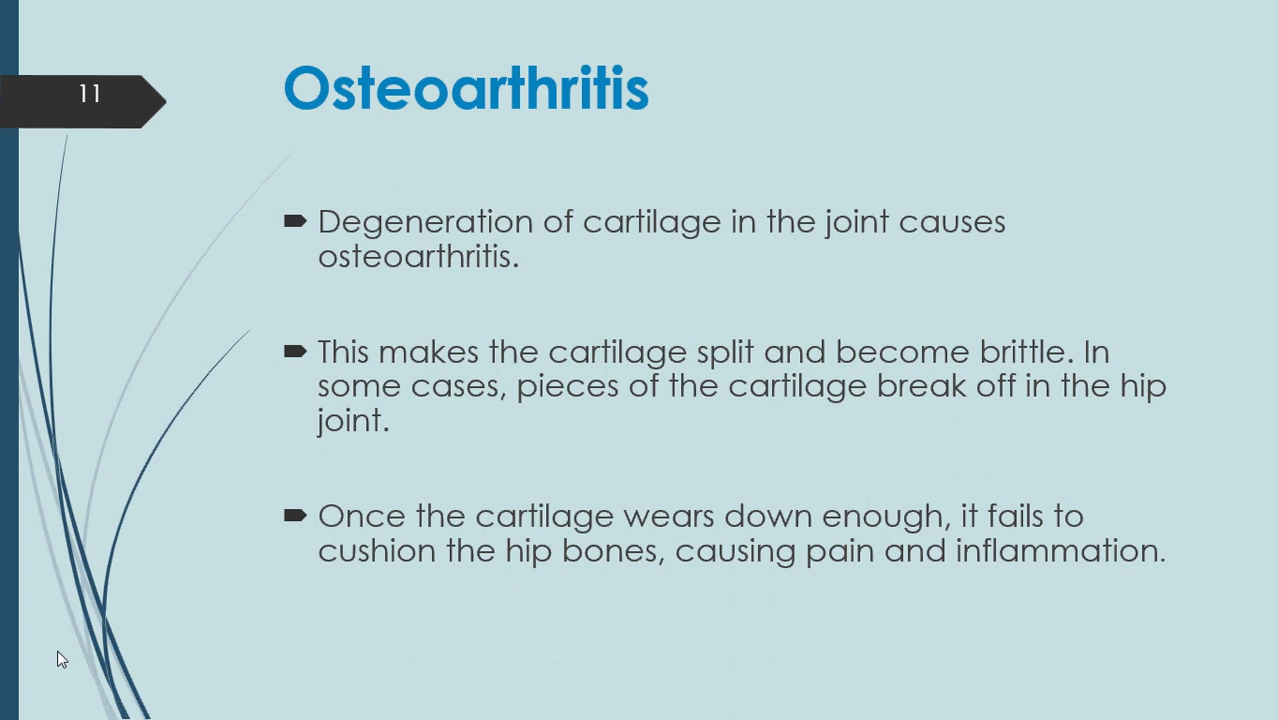 11
Osteoarthritis
Degeneration of cartilage in the joint causes
osteoarthritis.
This makes the cartilage split and become brittle. In
some cases, pieces of the cartilage break off in the hip
joint.
Once the cartilage wears down enough, it fails to
cushion the hip bones, causing pain and inflammation.